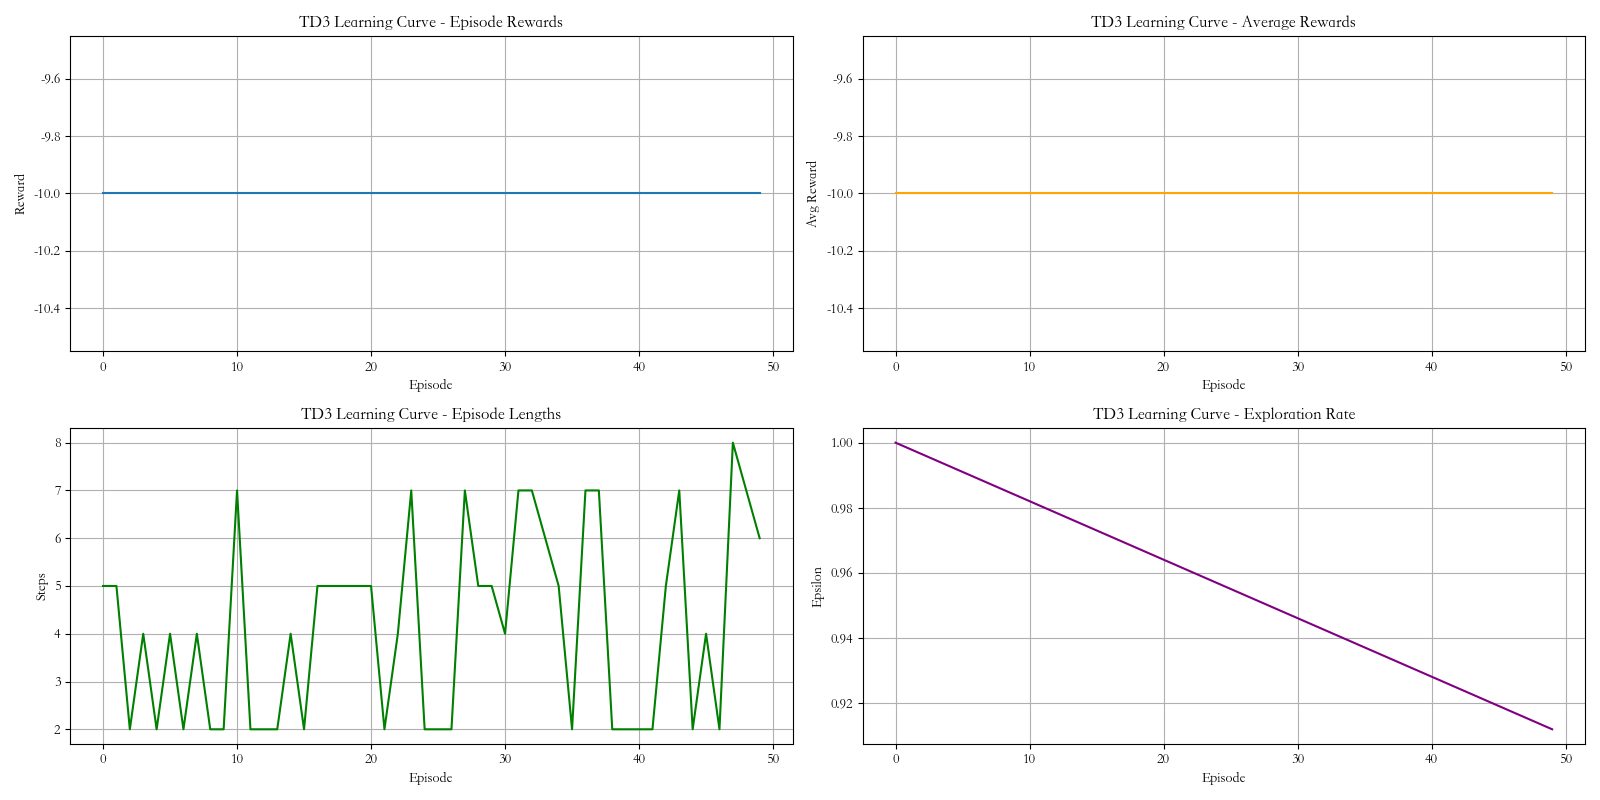 TD3 Learning Curve - Episode Rewards
Reward
-9.6
-9.8
-10.0
-10.2
-10.4
0 10 20 30 40 50
Episode
TD3 Learning Curve - Average Rewards
Avg Reward
-9.6
-9.8
-10.0
-10.2
-10.4
0 10 20 30 40 50
Episode
TD3 Learning Curve - Episode Lengths
Steps
8
7
6
5
4
3
2
0 10 20 30 40 50
Episode
TD3 Learning Curve - Exploration Rate
Epsilon
1.00
0.98
0.96
0.94
0.92
0 10 20 30 40 50
Episode